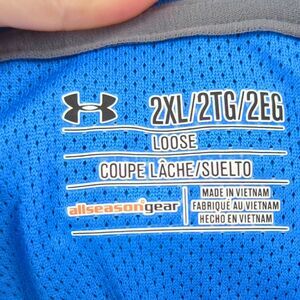 2XL/2TG/2EG
LOOSE
COUPE LÂCHE/SUELTO
allseasongear
MADE IN VIETNAM
FABRIQUÉ AU VIETNAM
HECHO EN VIETNAM